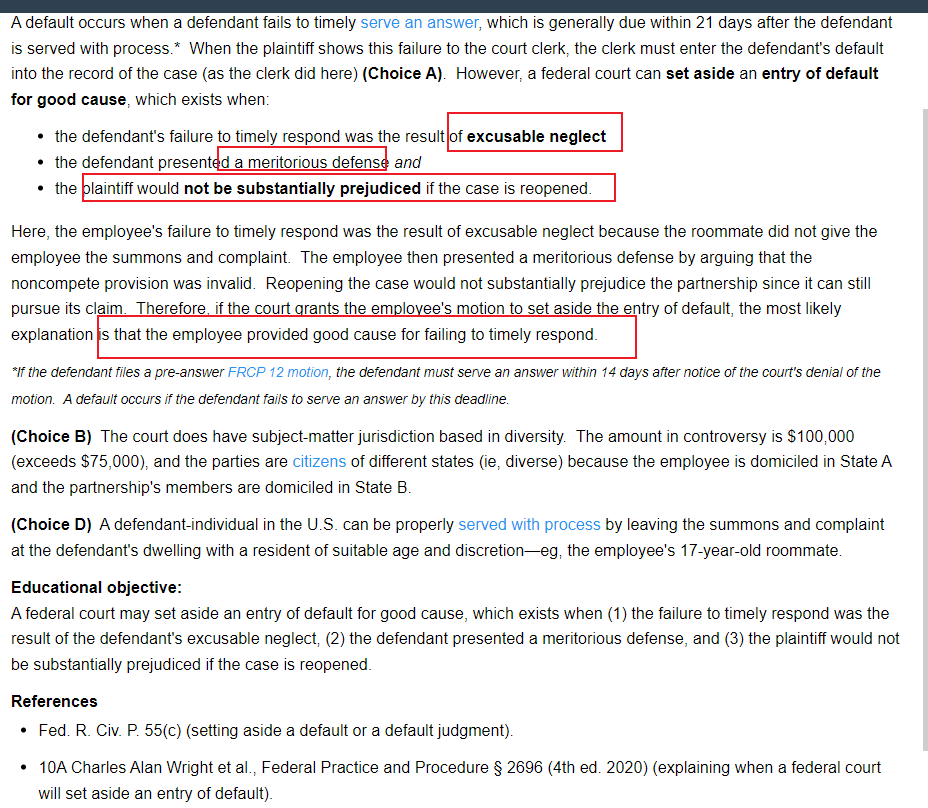 A default occurs when a defendant fails to timely serve an answer, which is generally due within 21 days after the defendant
is served with process.*  When the plaintiff shows this failure to the court clerk, the clerk must enter the defendant's default
into the record of the case (as the clerk did here) (Choice A).  However, a federal court can set aside an entry of default
for good cause, which exists when:
• the defendant's failure to timely respond was the result of excusable neglect
• the defendant presented a meritorious defense and
• the plaintiff would not be substantially prejudiced if the case is reopened.
Here, the employee's failure to timely respond was the result of excusable neglect because the roommate did not give the
employee the summons and complaint.  The employee then presented a meritorious defense by arguing that the
noncompete provision was invalid.  Reopening the case would not substantially prejudice the partnership since it can still
pursue its claim.  Therefore, if the court grants the employee's motion to set aside the entry of default, the most likely
explanation is that the employee provided good cause for failing to timely respond.
*If the defendant files a pre-answer FRCP 12 motion, the defendant must serve an answer within 14 days after notice of the court's denial of the
motion.  A default occurs if the defendant fails to serve an answer by this deadline.
(Choice B)  The court does have subject-matter jurisdiction based in diversity.  The amount in controversy is $100,000
(exceeds $75,000), and the parties are citizens of different states (ie, diverse) because the employee is domiciled in State A
and the partnership's members are domiciled in State B.
(Choice D)  A defendant-individual in the U.S. can be properly served with process by leaving the summons and complaint
at the defendant's dwelling with a resident of suitable age and discretion—eg, the employee's 17-year-old roommate.
Educational objective:
A federal court may set aside an entry of default for good cause, which exists when (1) the failure to timely respond was the
result of the defendant's excusable neglect, (2) the defendant presented a meritorious defense, and (3) the plaintiff would not
be substantially prejudiced if the case is reopened.
References
• Fed. R. Civ. P. 55(c) (setting aside a default or a default judgment).
• 10A Charles Alan Wright et al., Federal Practice and Procedure § 2696 (4th ed. 2020) (explaining when a federal court
will set aside an entry of default).